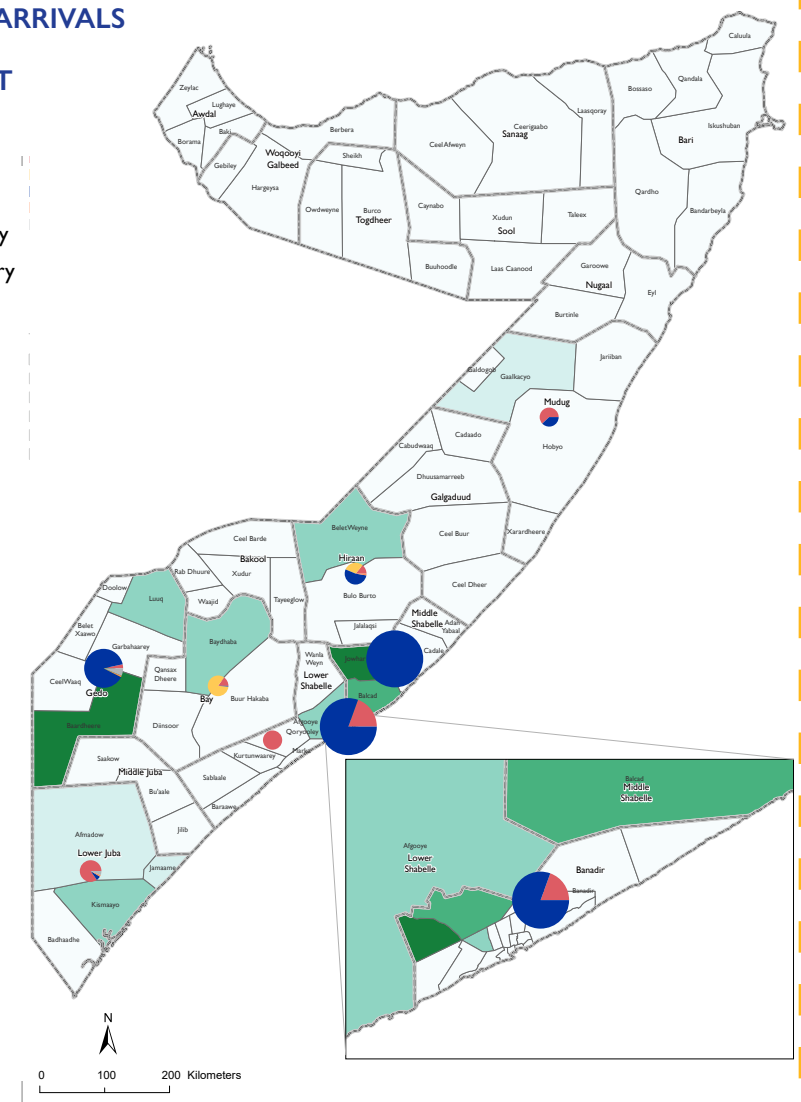 ARRIVALS
T
y
ry
Caluula
Qandala
Bossaso
Zeylac
Lughaye
Awdal
Laasqoray
Ceerigaabo
Sanaag
Iskushuban
Berbera
Baki
Borama
Bari
CeelAfweyn
Woqooyi
Galbeed
Sheikh
Gebiley
Hargeysa
Qardho
Caynabo
Owdweyne
Burco
Togdheer
Xudun
Taleex
Bandarbeyla
Sool
Buuhoodle
Laas Caanood
Garoowe
Nugaal
Eyl
Burtinle
Jariiban
Galdogob
Gaalkacyo
Mudug
Cadaado
Cabudwaaq
Hobyo
Dhuusamarreeb
Galgaduud
BeletWeyne
Ceel Buur
Xarardheere
Ceel Barde
Bakool
Hiraan
Rab Dhuure
Xudur
Ceel Dheer
Doolow
Luuq
Waajid
Tayeeglow
Bulo Burto
Middle
Shabelle
Adan
Yabaal
Belet
Xaawo
Jalalaqsi
Garbahaarey
Baydhaba
Cadale
Wanla
Weyn
Jowhar
CeelWaaq
Qansax
Dheere
Lower
Shabelle
Gedo
Bay
Buur Hakaba
Balcad
Baardheere
Diinsoor
Afgooye
Qoryooley
Marka
Kurtunwaarey
Saakow
Middle Juba
Sablaale
Bu'aale
Baraawe
Jilib
Afmadow
Lower Juba
Jamaame
Kismaayo
Badhaadhe
Balcad
Middle
Shabelle
Afgooye
Lower
Shabelle
Banadir
Banadir
N
0 100 200 Kilometers